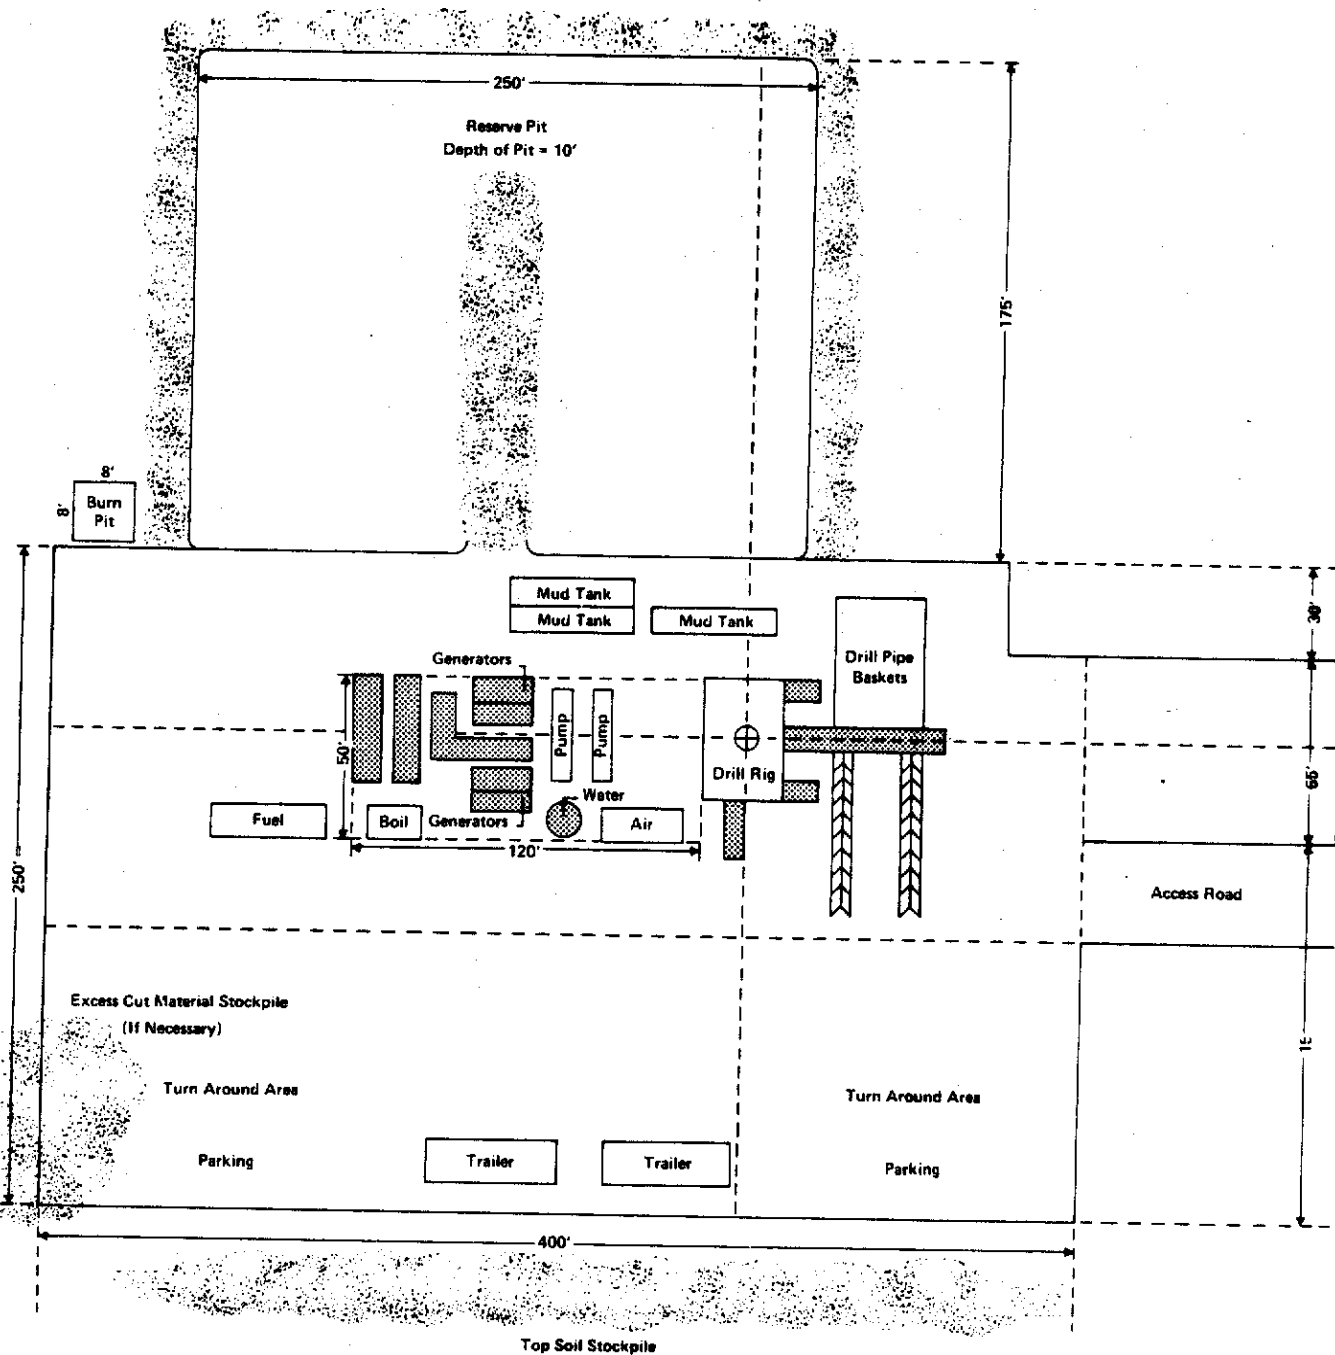 250'
Reserve Pit
Depth of Pit = 10'
175'
8'
8'
Burn
Pit
Mud Tank
Mud Tank
Mud Tank
30'
Generators
Drill Pipe
Baskets
Pump
Pump
50'
Drill Rig
65'
Water
Fuel
Boil
Generators
Air
120'
250'
Access Road
Excess Cut Material Stockpile
(If Necessary)
15
Turn Around Area
Turn Around Area
Parking
Trailer
Trailer
Parking
400'
Top Soil Stockpile